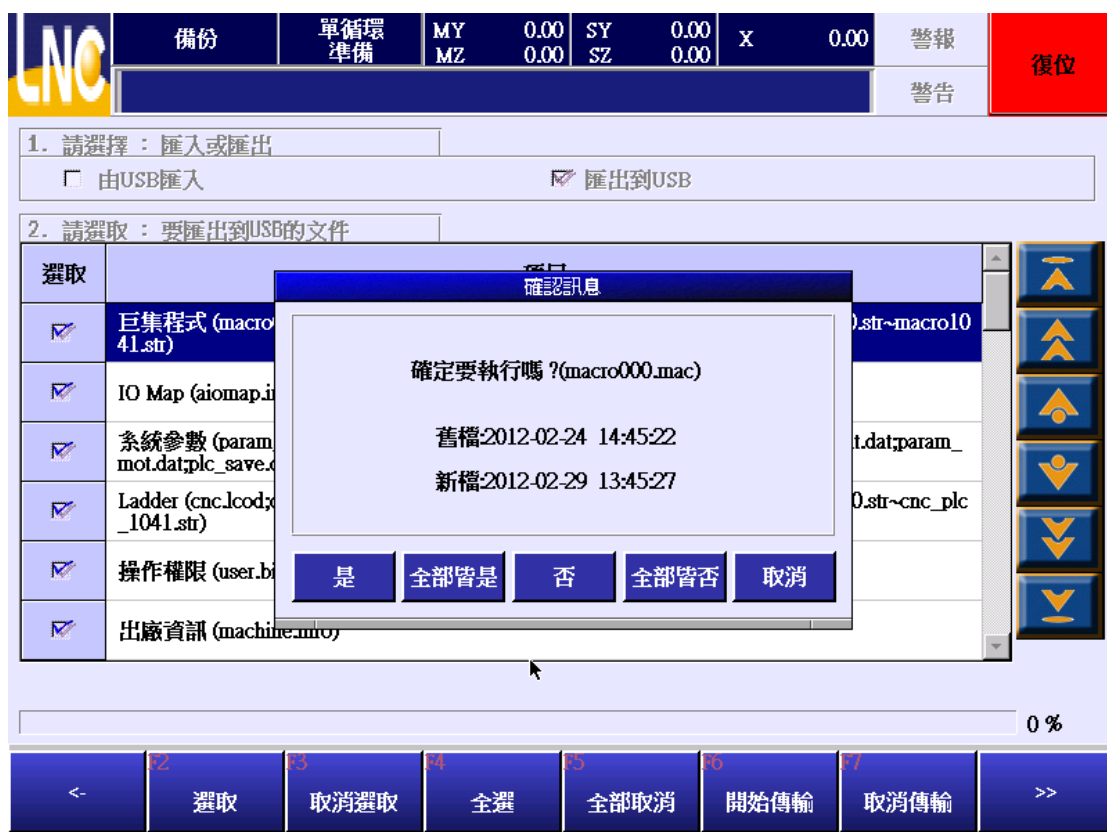 LNC
備份
單循環
準備
MY 0.00
MZ 0.00
SY 0.00
SZ 0.00
X 0.00
警報
警告
復位
1. 請選擇 : 匯入或匯出
由USB匯入
匯出到USB
2. 請選取 : 要匯出到USB的文件
選取
確認訊息
巨集程式 (macro
).str~macro10
41.str)
IO Map (aiomap.i
系統參數 (param
t.dat;param_
mot.dat;plc_save.
Ladder (cnc.lcod;
0.str~cnc_plc
_1041.str)
操作權限 (user.bi
出廠資訊 (machine.info)
確定要執行嗎 ?(macro000.mac)
舊檔:2012-02-24 14:45:22
新檔:2012-02-29 13:45:27
是
全部皆是
否
全部皆否
取消
0 %
<-
F2
選取
F3
取消選取
F4
全選
F5
全部取消
F6
開始傳輸
F7
取消傳輸
>>